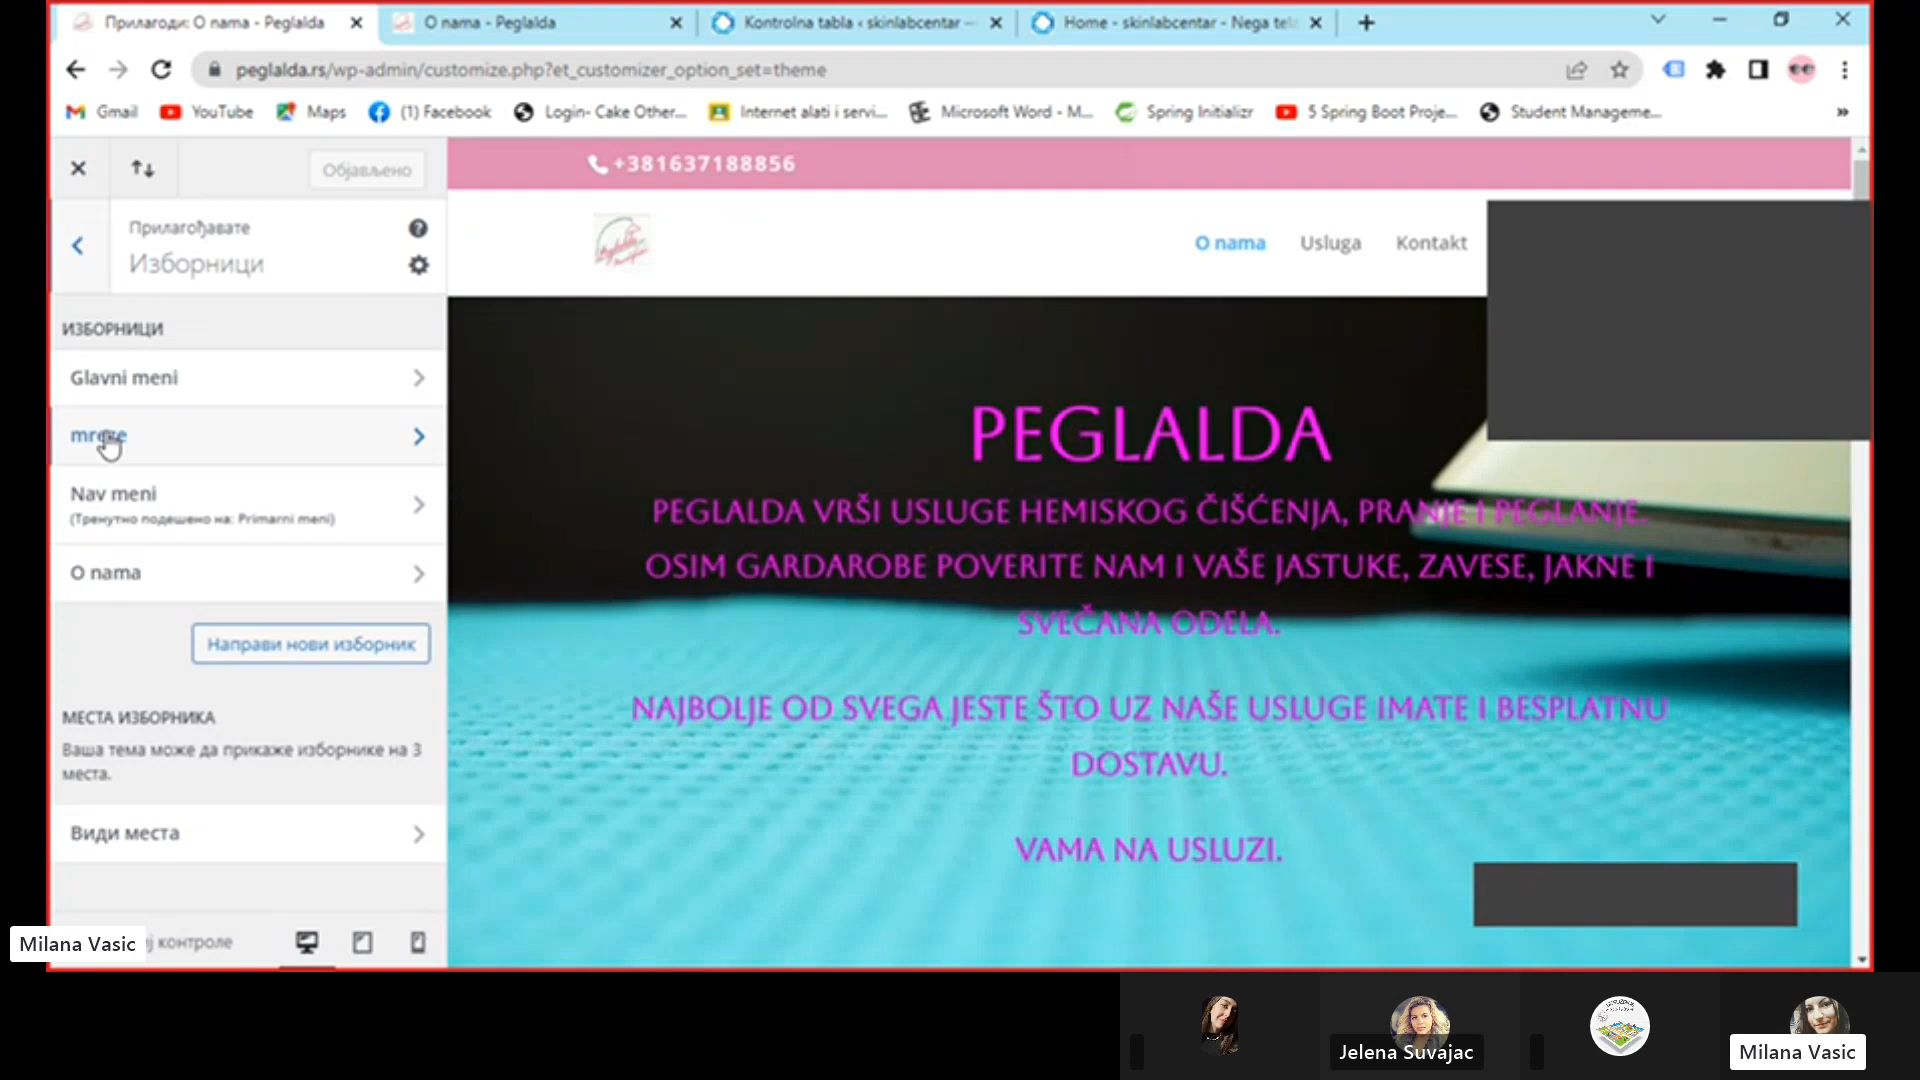 Прилагоди: O nama - Peglalda
O nama - Peglalda
Kontrolna tabla ‹ skinlabcentar —
Home - skinlabcentar - Nega tel
peglalda.rs/wp-admin/customize.php?et_customizer_option_set=theme
Gmail
YouTube
Maps
(1) Facebook
Login- Cake Other...
Internet alati i servi...
Microsoft Word - M...
Spring Initializr
5 Spring Boot Proje...
Student Manageme...
»
Објављено
+381637188856
Прилагођавате
Изборници
O nama
Usluga
Kontakt
ИЗБОРНИЦИ
Glavni meni
Nav meni
(Тренутно подешено на: Primarni meni)
O nama
Направи нови изборник
МЕСТА ИЗБОРНИКА
Ваша тема може да прикаже изборнике на 3
места.
Види места
PEGLALDA
PEGLALDA VRŠI USLUGE HEMISKOG ČIŠĆENJA, PRANJE I PEGLANJE.
OSIM GARDAROBE POVERITE NAM I VAŠE JASTUKE, ZAVESE, JAKNE I
SVEČANA ODELA.
NAJBOLJE OD SVEGA JESTE ŠTO UZ NAŠE USLUGE IMATE I BESPLATNU
DOSTAVU.
VAMA NA USLUZI.
Milana Vasic
контроле
Jelena Suvajac
Milana Vasic